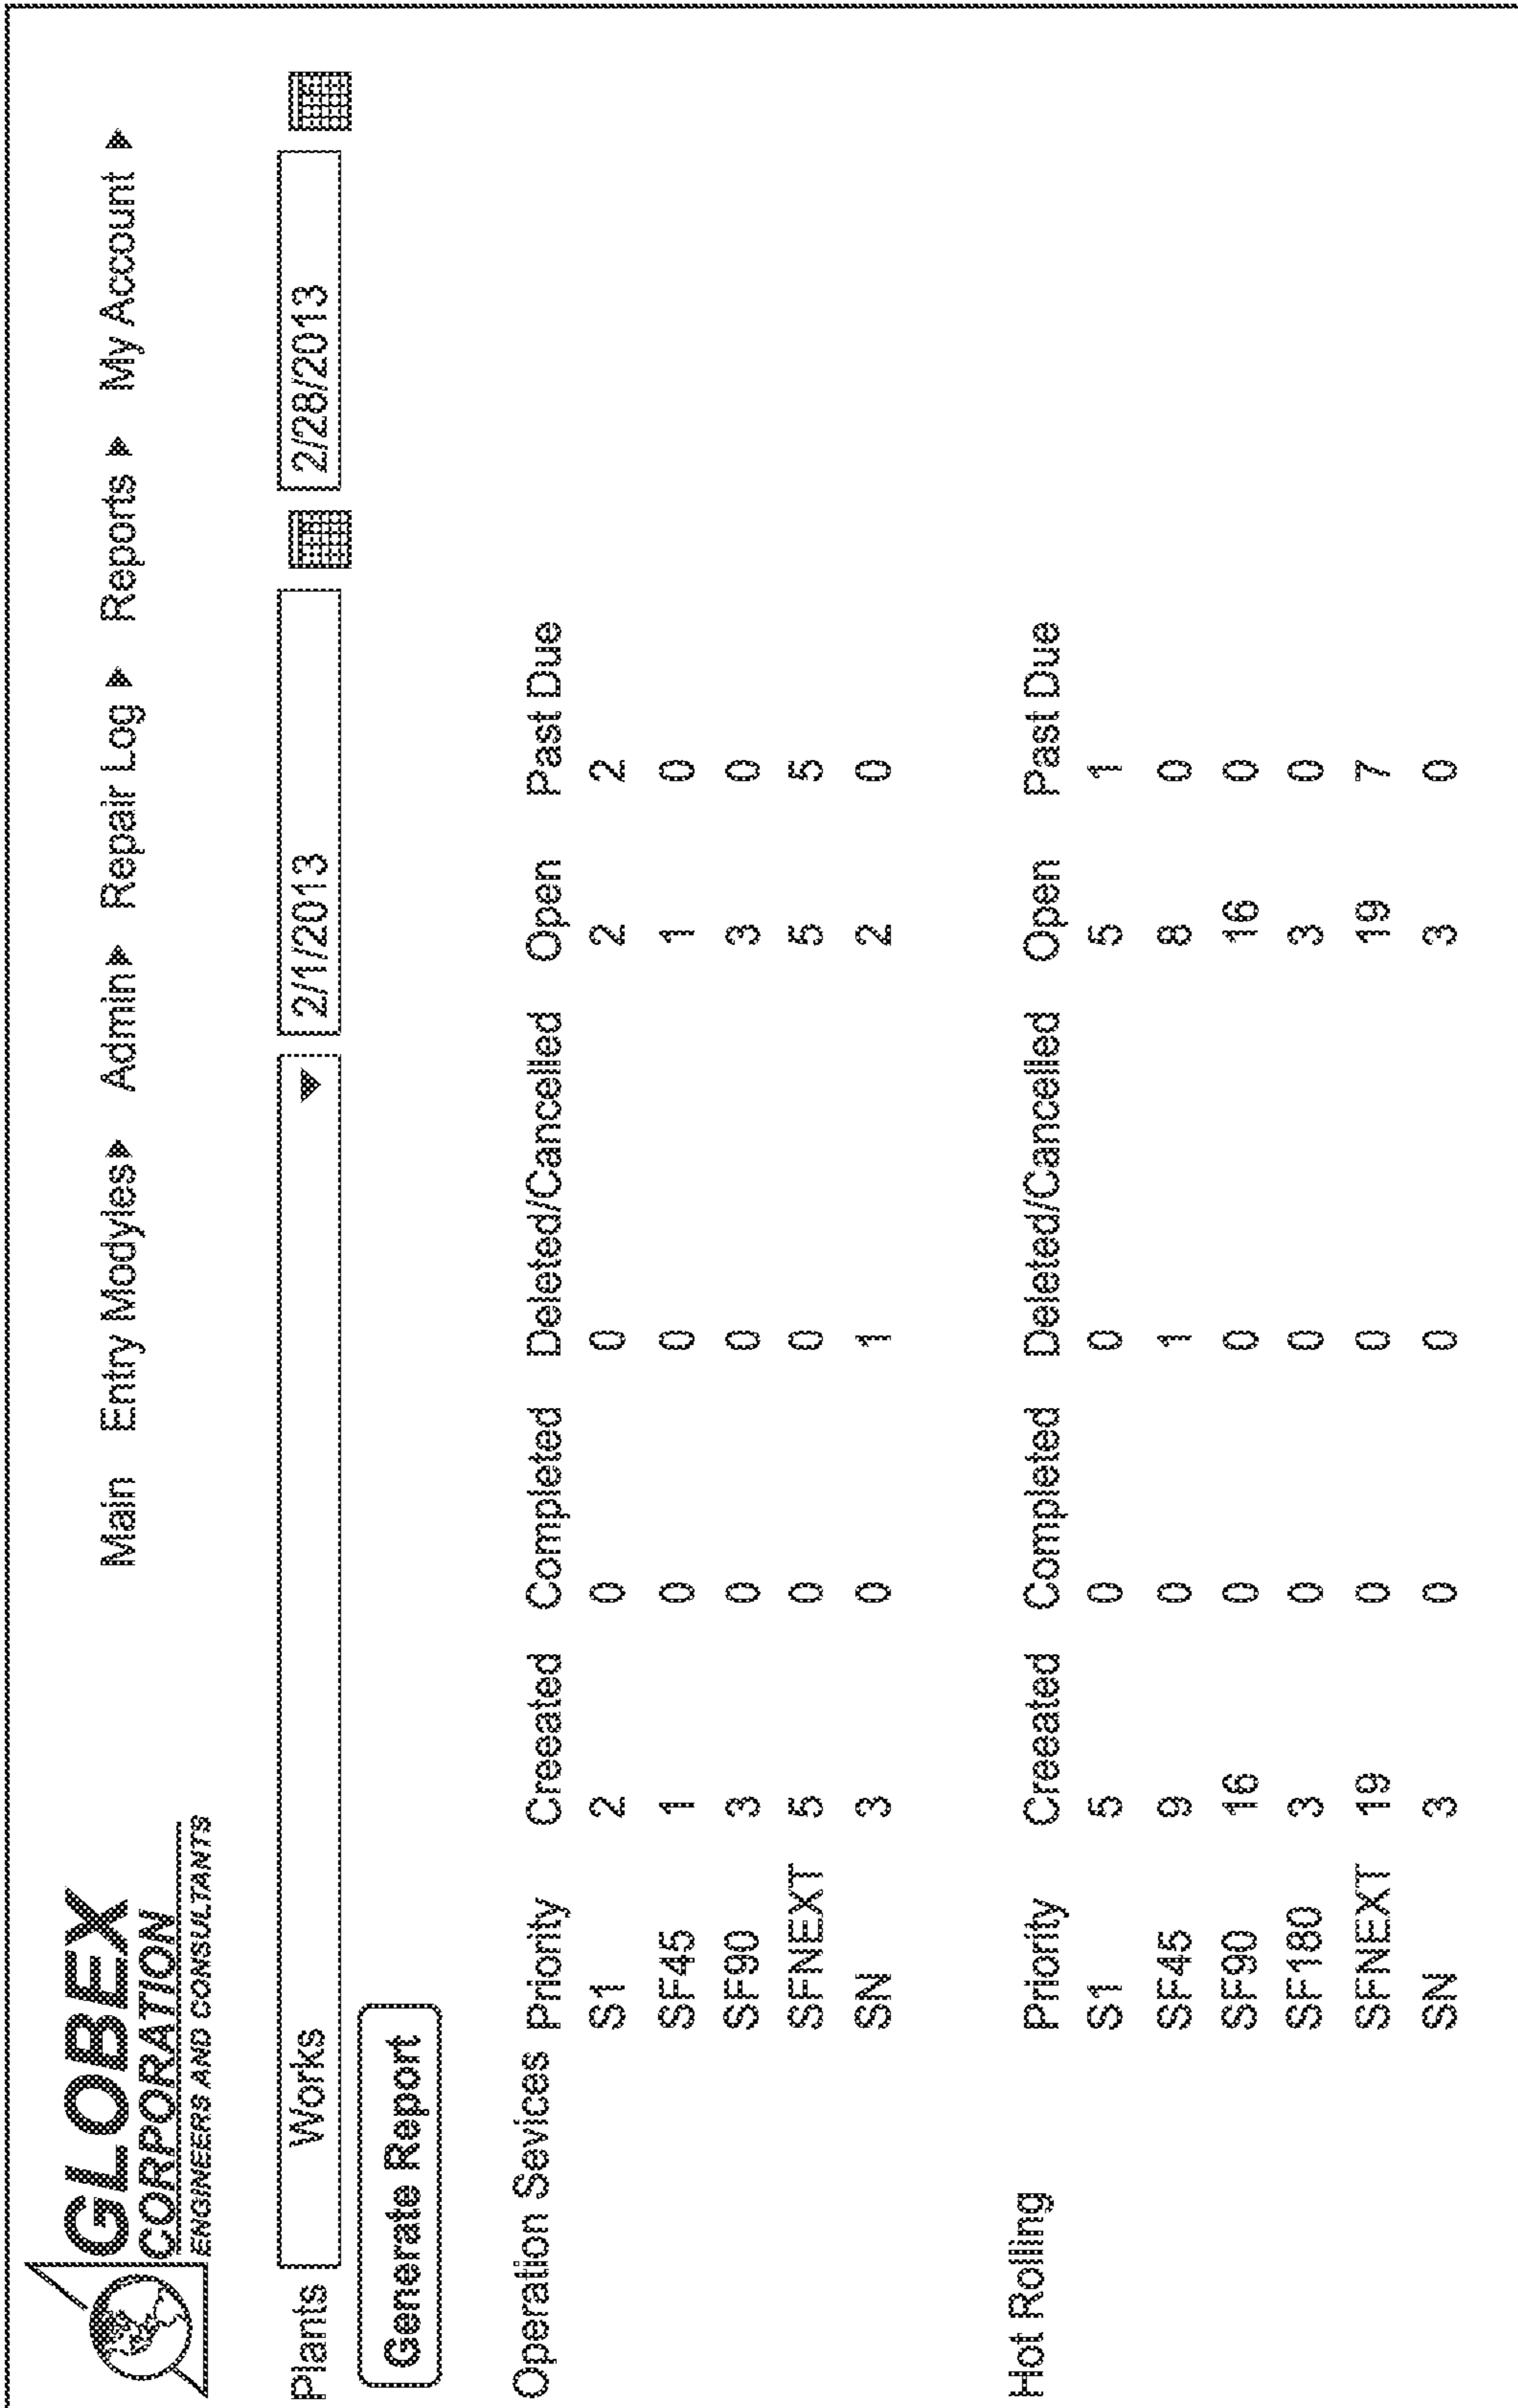 GLOBEX
CORPORATION
ENGINEERS AND CONSULTANTS
Main Entry Modyles Admin Repair Log Reports My Account
Plants Works 2/1/2013 2/28/2013
Generate Report
Operation Sevices Priority Creeated Completed Deleted/Cancelled Open Past Due
S1 2 0 0 2 2
SF45 1 0 0 1 0
SF90 3 0 0 3 0
SFNEXT 5 0 0 5 5
SN 3 0 1 2 0
Hot Rolling Priority Creeated Completed Deleted/Cancelled Open Past Due
S1 5 0 0 5 1
SF45 9 0 1 8 0
SF90 16 0 0 16 0
SF180 3 0 0 3 0
SFNEXT 19 0 0 19 7
SN 3 0 0 3 0